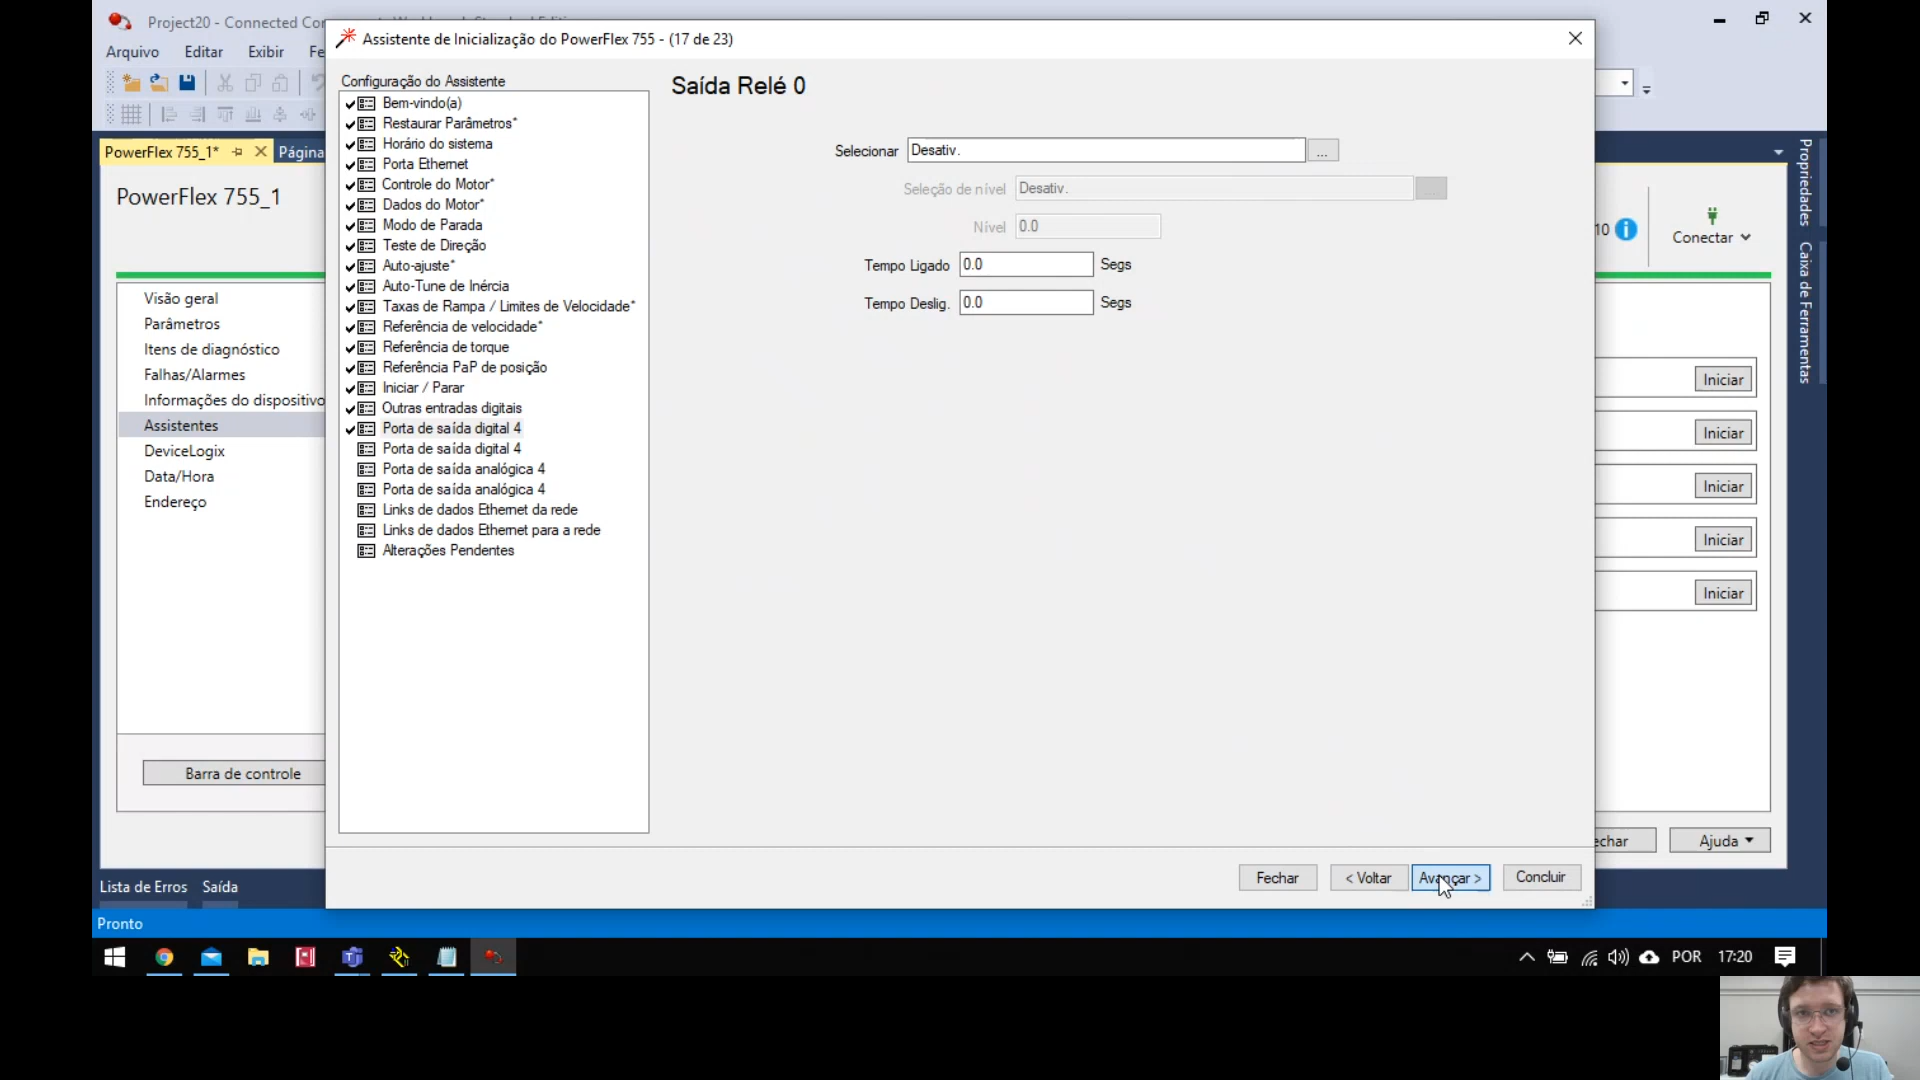 Project20 - Connected Co
Arquivo
Editar
Exibir
Fe
Assistente de Inicialização do PowerFlex 755 - (17 de 23)
Configuração do Assistente
Bem-vindo(a)
Restaurar Parâmetros*
Horário do sistema
Porta Ethernet
Controle do Motor*
Dados do Motor*
Modo de Parada
Teste de Direção
Auto-ajuste*
Auto-Tune de Inércia
Taxas de Rampa / Limites de Velocidade*
Referência de velocidade*
Referência de torque
Referência PaP de posição
Iniciar / Parar
Outras entradas digitais
Porta de saída digital 4
Porta de saída digital 4
Porta de saída analógica 4
Porta de saída analógica 4
Links de dados Ethernet da rede
Links de dados Ethernet para a rede
Alterações Pendentes
Saída Relé 0
Selecionar
Desativ.
...
Seleção de nível
Desativ.
Nível
0.0
Tempo Ligado
0.0
Segs
Tempo Deslig.
0.0
Segs
Fechar
< Voltar
Avançar >
Concluir
PowerFlex 755_1*
Página
PowerFlex 755_1
Visão geral
Parâmetros
Itens de diagnóstico
Falhas/Alarmes
Informações do dispositivo
Assistentes
DeviceLogix
Data/Hora
Endereço
Barra de controle
10
Conectar
Iniciar
Iniciar
Iniciar
Iniciar
Iniciar
echar
Ajuda
Propriedades
Caixa de Ferramentas
Lista de Erros
Saída
Pronto
POR
17:20